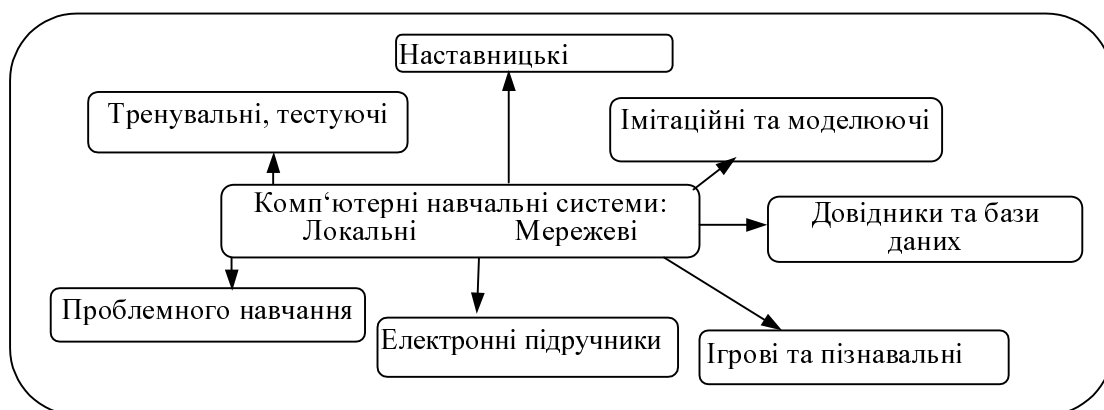 Наставницькі
Тренувальні, тестуючі
Імітаційні та моделюючі
Комп‘ютерні навчальні системи:
Локальні Мережеві
Довідники та бази
даних
Проблемного навчання
Електронні підручники
Ігрові та пізнавальні